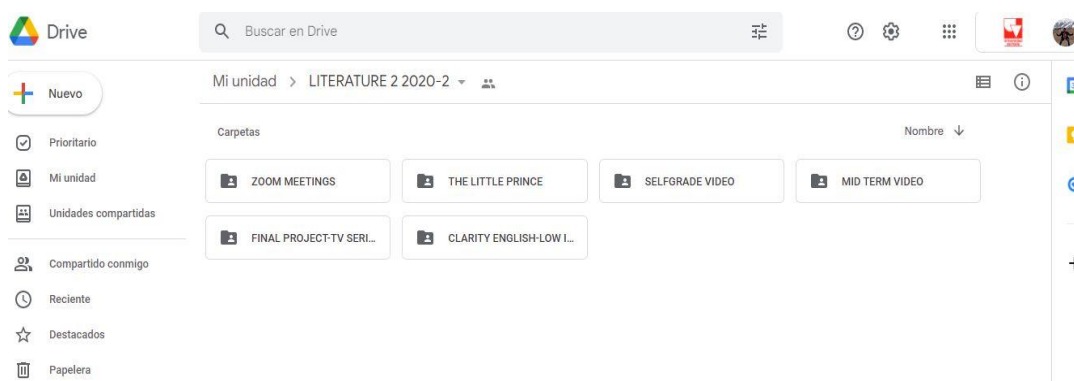 Drive
Buscar en Drive
Nuevo
Mi unidad > LITERATURE 2 2020-2
Carpetas
Nombre
Prioritario
Mi unidad
Unidades compartidas
Compartido conmigo
Reciente
Destacados
Papelera
ZOOM MEETINGS
THE LITTLE PRINCE
SELFGRADE VIDEO
MID TERM VIDEO
FINAL PROJECT-TV SERI...
CLARITY ENGLISH-LOW I...